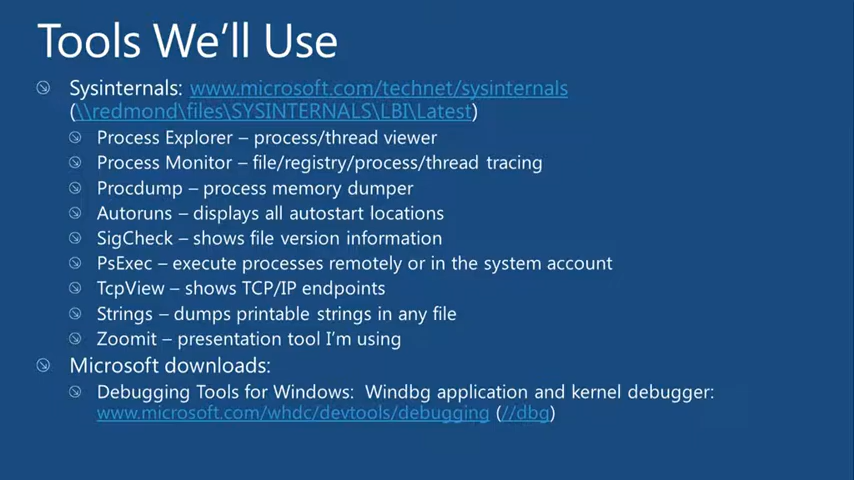 Tools We'll Use
Sysinternals: www.microsoft.com/technet/sysinternals
(\\redmond\files\SYSINTERNALS\LBI\Latest)
Process Explorer – process/thread viewer
Process Monitor – file/registry/process/thread tracing
Procdump – process memory dumper
Autoruns – displays all autostart locations
SigCheck – shows file version information
PsExec – execute processes remotely or in the system account
TcpView – shows TCP/IP endpoints
Strings – dumps printable strings in any file
Zoomit – presentation tool I'm using
Microsoft downloads:
Debugging Tools for Windows: Windbg application and kernel debugger:
www.microsoft.com/whdc/devtools/debugging (//dbg)